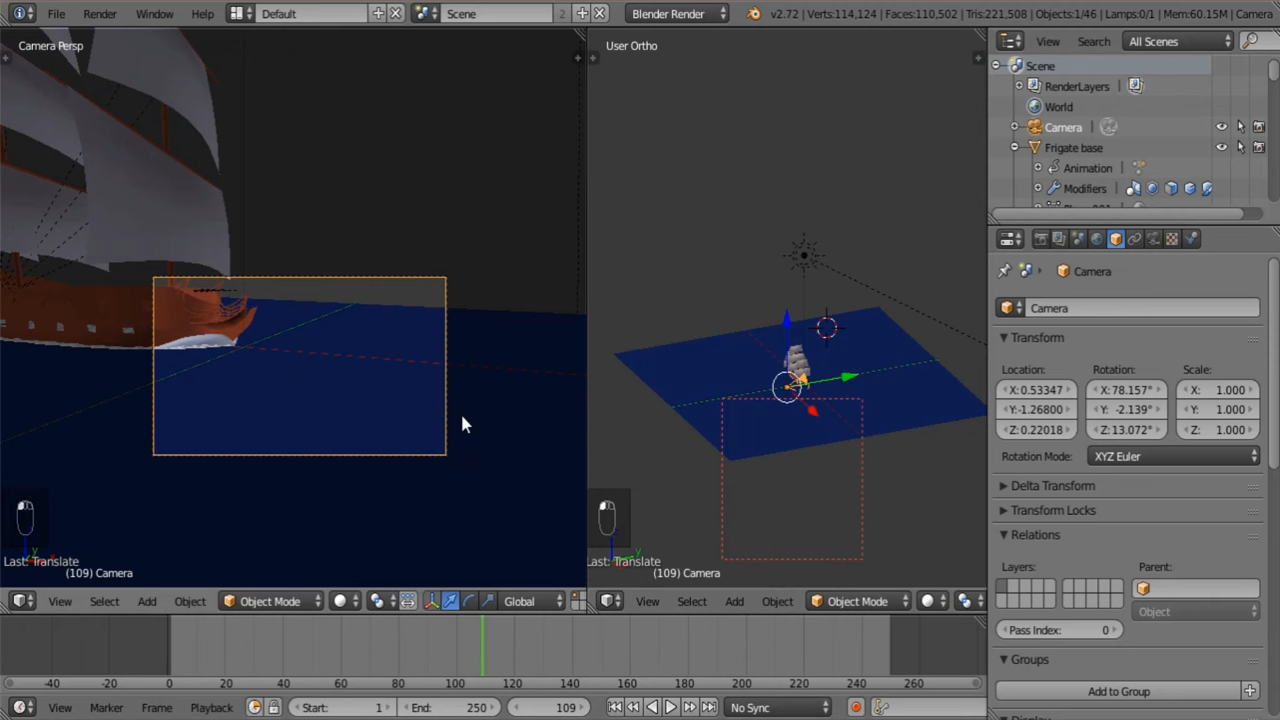 File Render Window Help Default Scene 2 Blender Render v2.72 | Verts:114,124 | Faces:110,502 | Tris:221,508 | Objects:1/46 | Lamps:0/1 | Mem:60.15M | Camera
Camera Persp
User Ortho
View Search All Scenes
Scene
RenderLayers
World
Camera
Frigate base
Animation
Modifiers
Camera
Camera
Transform
Location: Rotation: Scale:
X: 0.53347 X: 78.157° X: 1.000
Y:-1.26800 Y: -2.139° Y: 1.000
Z: 0.22018 Z: 13.072° Z: 1.000
Rotation Mode: XYZ Euler
Delta Transform
Transform Locks
Relations
Layers: Parent:
Object
Pass Index: 0
Groups
Add to Group
Last: Translate
(109) Camera
Last: Translate
(109) Camera
View Select Add Object Object Mode Global
View Select Add Object Object Mode
-40 -20 0 20 40 60 80 100 120 140 160 180 200 220 240 260
View Marker Frame Playback Start: 1 End: 250 109 No Sync